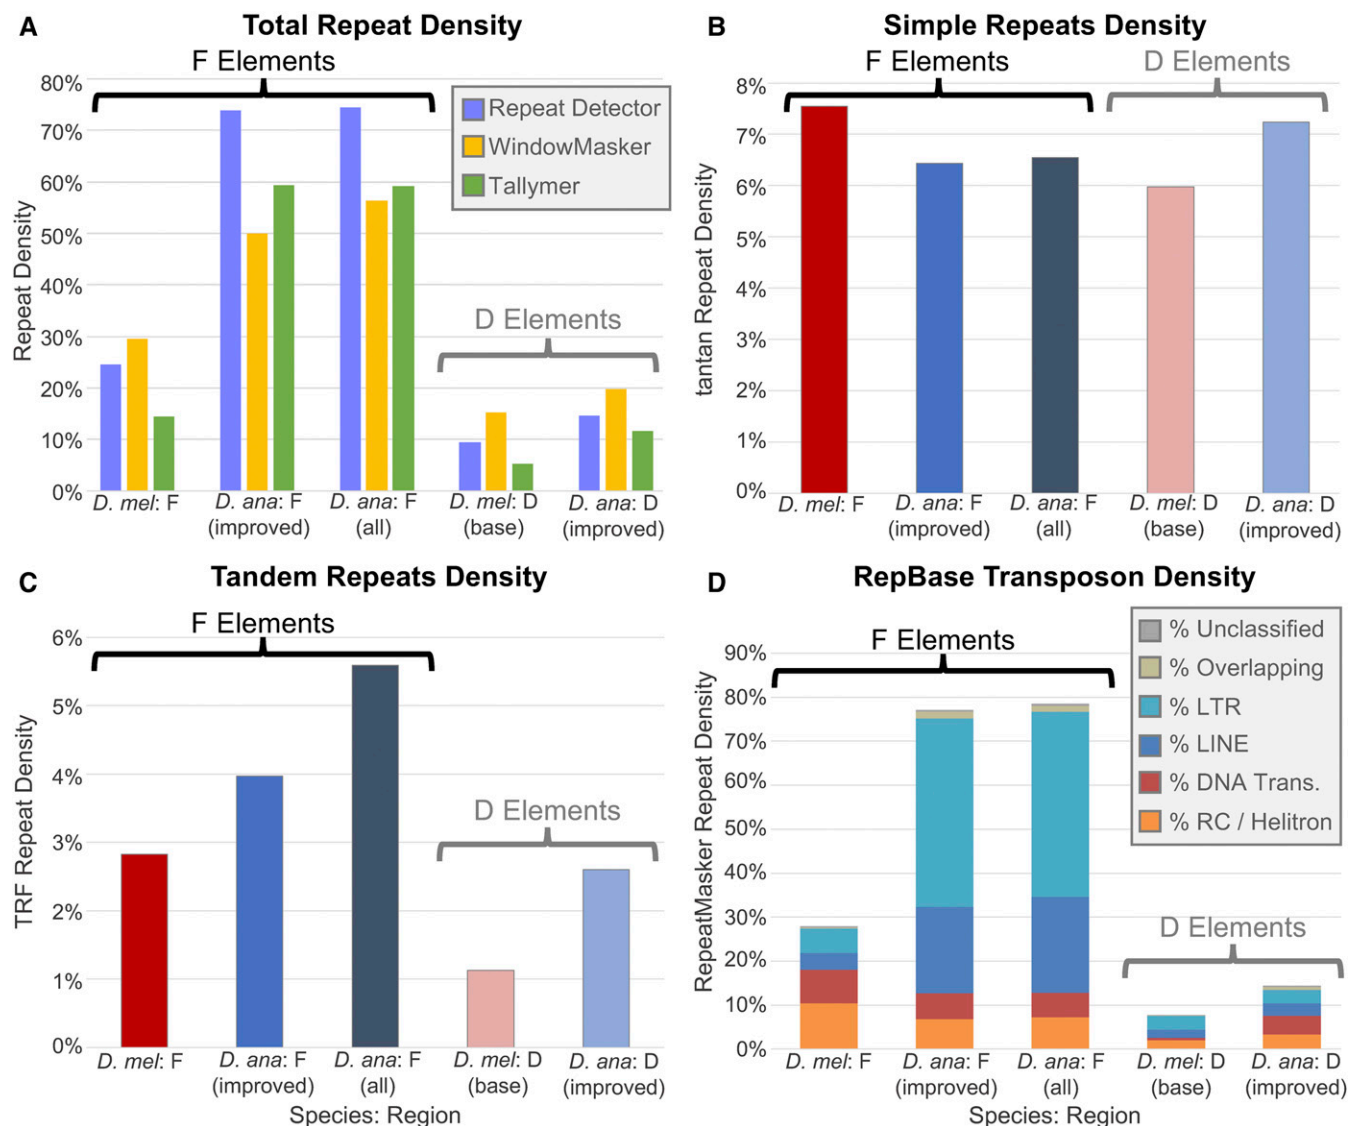 A
Total Repeat Density
F Elements
80%
70%
60%
50%
40%
30%
20%
10%
0%
Repeat Density
Repeat Detector
WindowMasker
Tallymer
D Elements
D. mel: F
D. ana: F
(improved)
D. ana: F
(all)
D. mel: D
(base)
D. ana: D
(improved)
B
Simple Repeats Density
F Elements
D Elements
8%
7%
6%
5%
4%
3%
2%
1%
0%
tantan Repeat Density
D. mel: F
D. ana: F
(improved)
D. ana: F
(all)
D. mel: D
(base)
D. ana: D
(improved)
C
Tandem Repeats Density
F Elements
6%
5%
4%
3%
2%
1%
0%
TRF Repeat Density
D Elements
D. mel: F
D. ana: F
(improved)
D. ana: F
(all)
D. mel: D
(base)
D. ana: D
(improved)
Species: Region
D
RepBase Transposon Density
F Elements
90%
80%
70%
60%
50%
40%
30%
20%
10%
0%
RepeatMasker Repeat Density
% Unclassified
% Overlapping
% LTR
% LINE
% DNA Trans.
% RC / Helitron
D Elements
D. mel: F
D. ana: F
(improved)
D. ana: F
(all)
D. mel: D
(base)
D. ana: D
(improved)
Species: Region